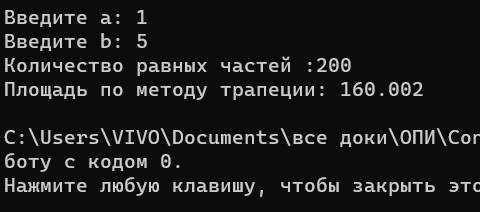 Введите a: 1
Введите b: 5
Количество равных частей :200
Площадь по методу трапеции: 160.002
C:\Users\VIVO\Documents\все доки\ОПИ\Con
боту с кодом 0.
Нажмите любую клавишу, чтобы закрыть это